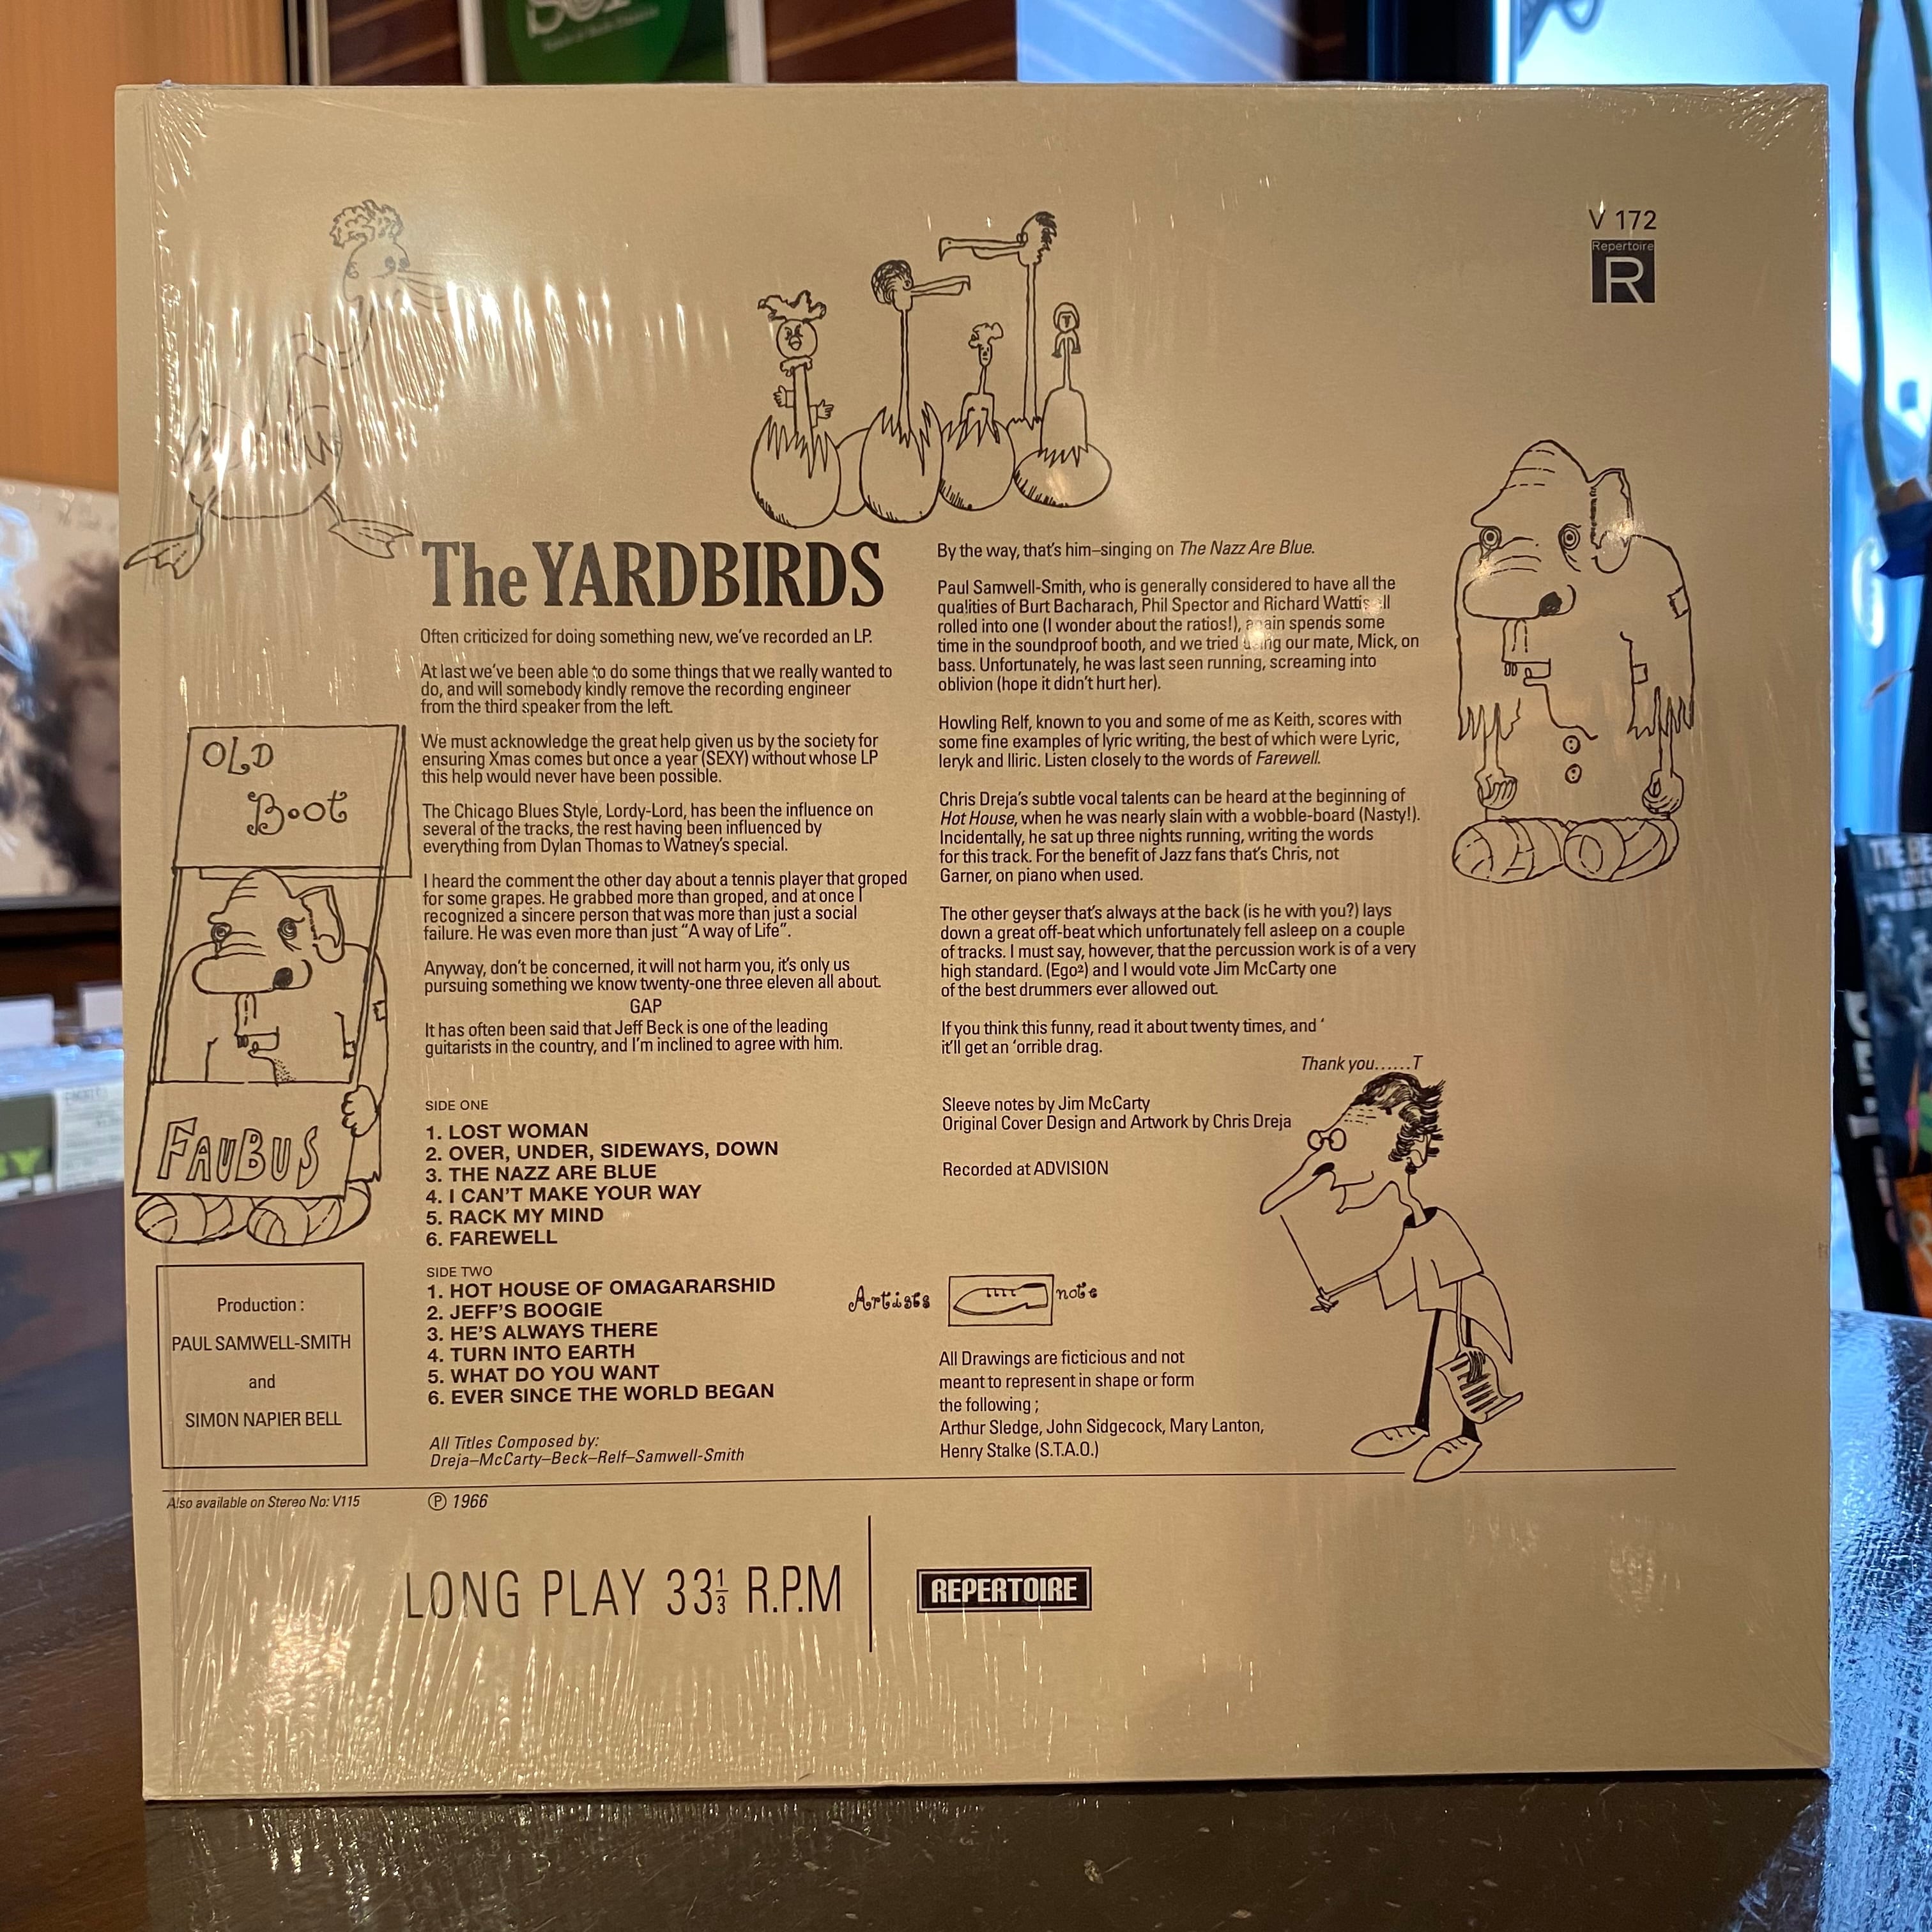 V 172
Repertoire
R
The YARDBIRDS
Often criticized for doing something new, we've recorded an LP.
At last we've been able to do some things that we really wanted to
do, and will somebody kindly remove the recording engineer
from the third speaker from the left.
We must acknowledge the great help given us by the society for
ensuring Xmas comes but once a year (SEXY) without whose LP
this help would never have been possible.
The Chicago Blues Style, Lordy-Lord, has been the influence on
several of the tracks, the rest having been influenced by
everything from Dylan Thomas to Watney's special.
I heard the comment the other day about a tennis player that groped
for some grapes. He grabbed more than groped, and at once I
recognized a sincere person that was more than just a social
failure. He was even more than just "A way of Life".
Anyway, don't be concerned, it will not harm you, it's only us
pursuing something we know twenty-one three eleven all about.
GAP
It has often been said that Jeff Beck is one of the leading
guitarists in the country, and I'm inclined to agree with him.
By the way, that's him–singing on The Nazz Are Blue.
Paul Samwell-Smith, who is generally considered to have all the
qualities of Burt Bacharach, Phil Spector and Richard Wattis all
rolled into one (I wonder about the ratios!), again spends some
time in the soundproof booth, and we tried using our mate, Mick, on
bass. Unfortunately, he was last seen running, screaming into
oblivion (hope it didn't hurt her).
Howling Relf, known to you and some of me as Keith, scores with
some fine examples of lyric writing, the best of which were Lyric,
leryk and Iliric. Listen closely to the words of Farewell.
Chris Dreja's subtle vocal talents can be heard at the beginning of
Hot House, when he was nearly slain with a wobble-board (Nasty!).
Incidentally, he sat up three nights running, writing the words
for this track. For the benefit of Jazz fans that's Chris, not
Garner, on piano when used.
The other geyser that's always at the back (is he with you?) lays
down a great off-beat which unfortunately fell asleep on a couple
of tracks. I must say, however, that the percussion work is of a very
high standard. (Ego²) and I would vote Jim McCarty one
of the best drummers ever allowed out.
If you think this funny, read it about twenty times, and '
it'll get an 'orrible drag.
Thank you......T
Sleeve notes by Jim McCarty
Original Cover Design and Artwork by Chris Dreja
Recorded at ADVISION
OLD
BOOt
FAUBUS
SIDE ONE
1. LOST WOMAN
2. OVER, UNDER, SIDEWAYS, DOWN
3. THE NAZZ ARE BLUE
4. I CAN'T MAKE YOUR WAY
5. RACK MY MIND
6. FAREWELL
SIDE TWO
1. HOT HOUSE OF OMAGARARSHID
2. JEFF'S BOOGIE
3. HE'S ALWAYS THERE
4. TURN INTO EARTH
5. WHAT DO YOU WANT
6. EVER SINCE THE WORLD BEGAN
All Titles Composed by:
Dreja–McCarty–Beck–Relf–Samwell-Smith
Production :
PAUL SAMWELL-SMITH
and
SIMON NAPIER BELL
Artists note
All Drawings are ficticious and not
meant to represent in shape or form
the following ;
Arthur Sledge, John Sidgecock, Mary Lanton,
Henry Stalke (S.T.A.O.)
Also available on Stereo No: V115
℗ 1966
LONG PLAY 33⅓ R.P.M
REPERTOIRE